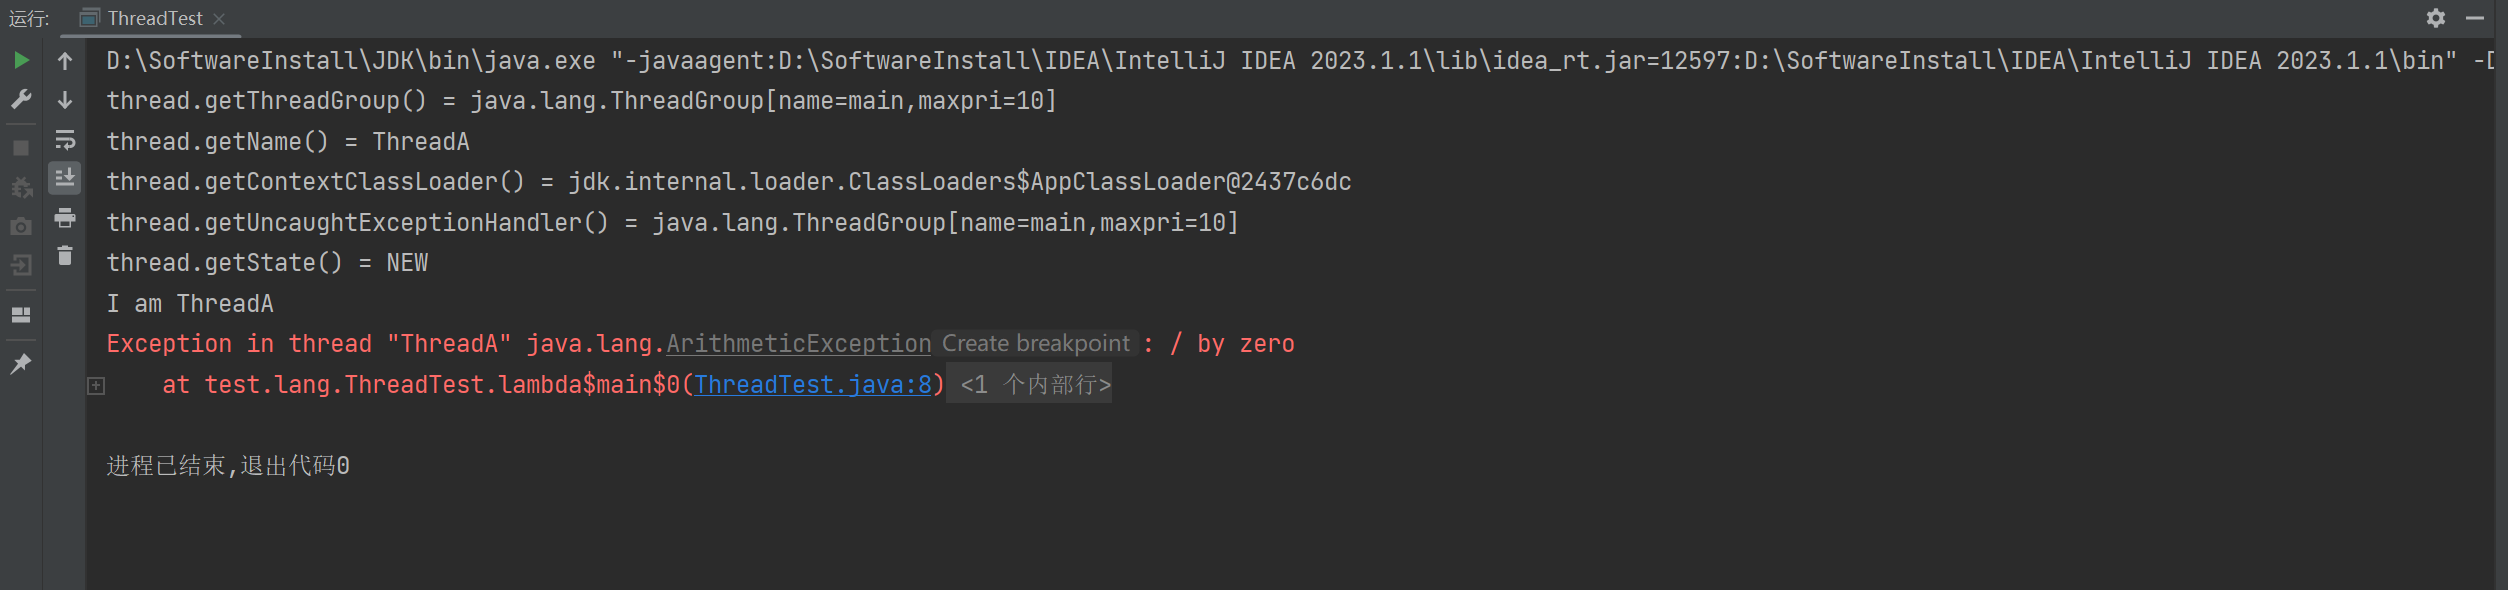 运行: ThreadTest
D:\SoftwareInstall\JDK\bin\java.exe "-javaagent:D:\SoftwareInstall\IDEA\IntelliJ IDEA 2023.1.1\lib\idea_rt.jar=12597:D:\SoftwareInstall\IDEA\IntelliJ IDEA 2023.1.1\bin" -D
thread.getThreadGroup() = java.lang.ThreadGroup[name=main,maxpri=10]
thread.getName() = ThreadA
thread.getContextClassLoader() = jdk.internal.loader.ClassLoaders$AppClassLoader@2437c6dc
thread.getUncaughtExceptionHandler() = java.lang.ThreadGroup[name=main,maxpri=10]
thread.getState() = NEW
I am ThreadA
Exception in thread "ThreadA" java.lang.ArithmeticException Create breakpoint : / by zero
at test.lang.ThreadTest.lambda$main$0(ThreadTest.java:8) <1 个内部行>
进程已结束,退出代码0